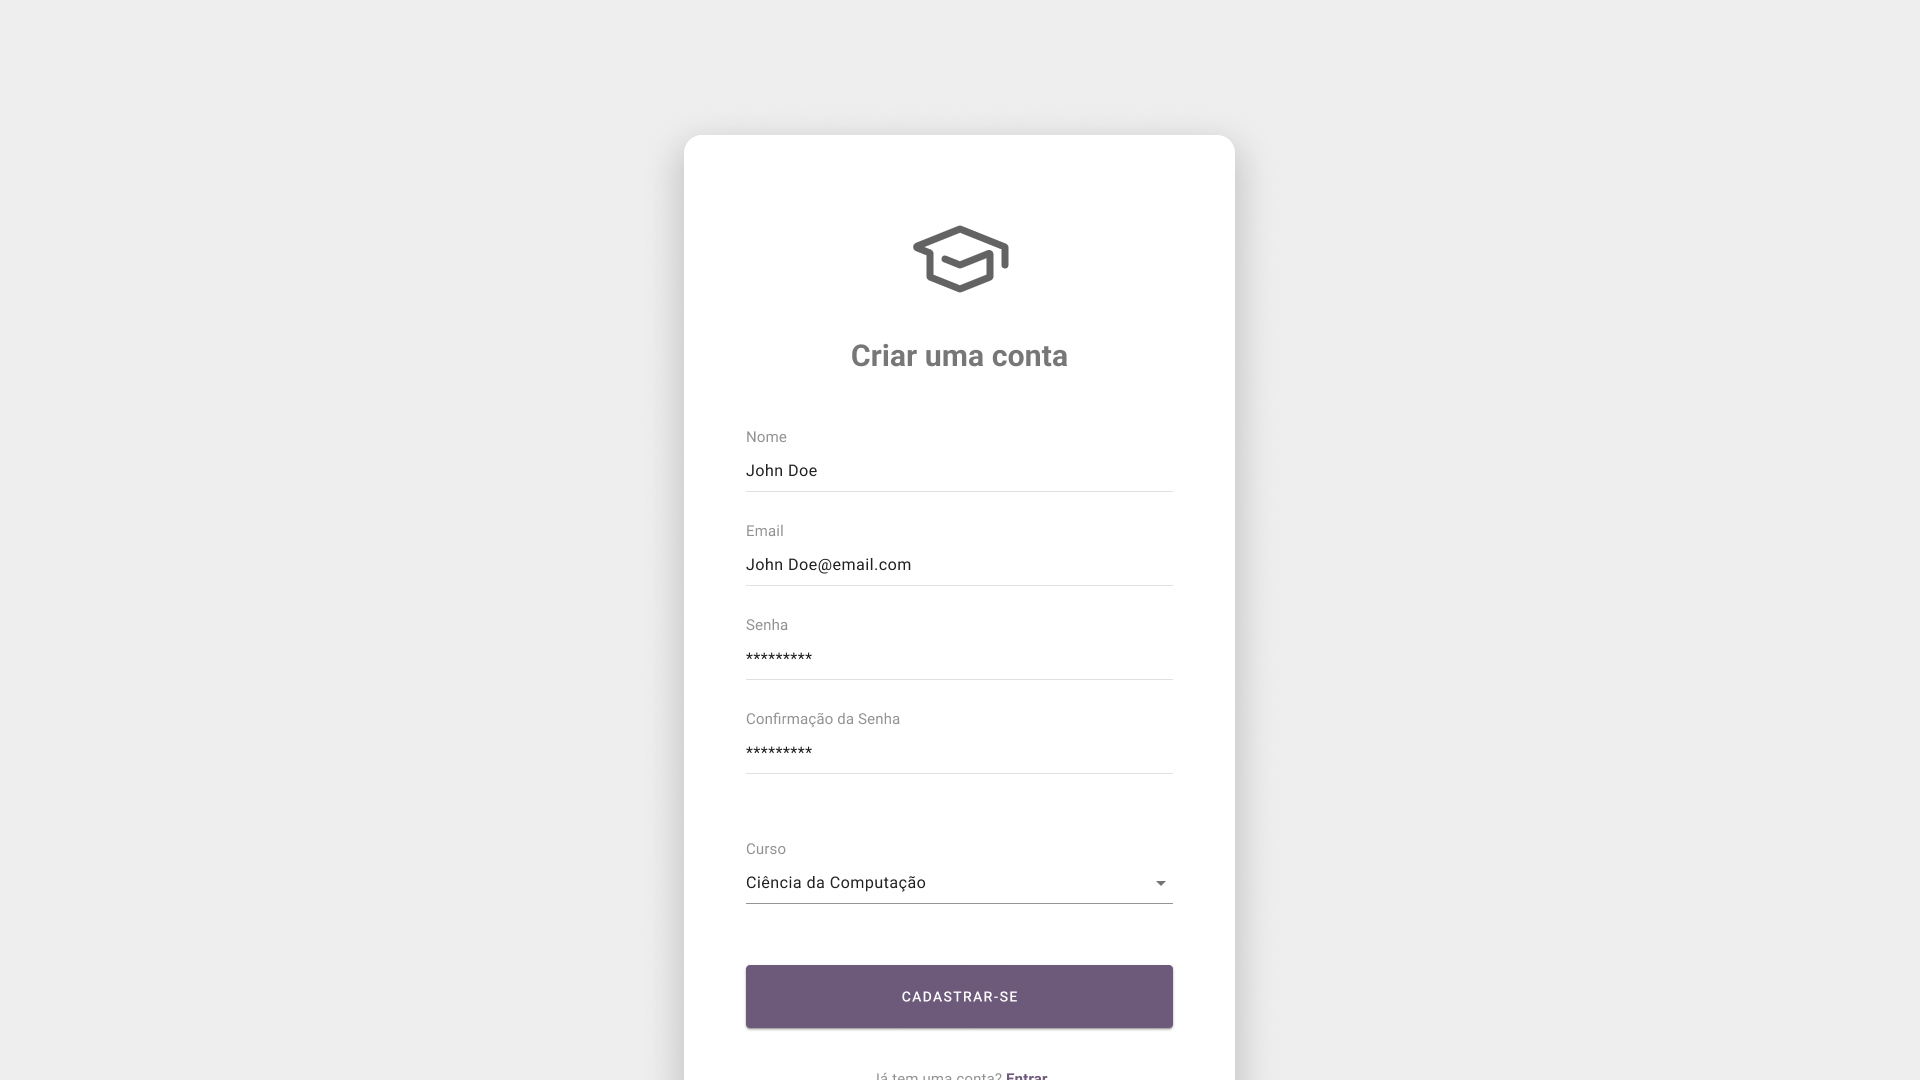 Criar uma conta
Nome
John Doe
Email
John Doe@email.com
Senha
*********
Confirmação da Senha
*********
Curso
Ciência da Computação
CADASTRAR-SE
Já tem uma conta? Entrar